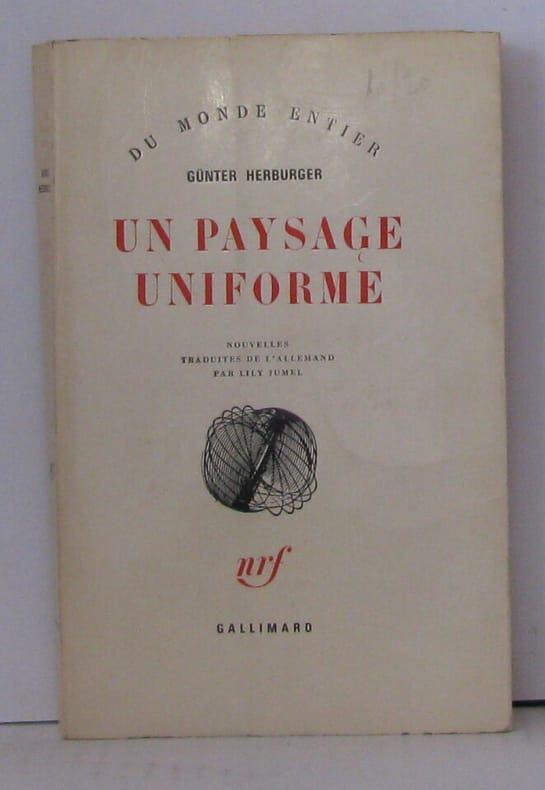 DU MONDE ENTIER
GÜNTER HERBURGER
UN PAYSAGE
UNIFORME
NOUVELLES
TRADUITES DE L'ALLEMAND
PAR LILY JUMEL
nrf
GALLIMARD